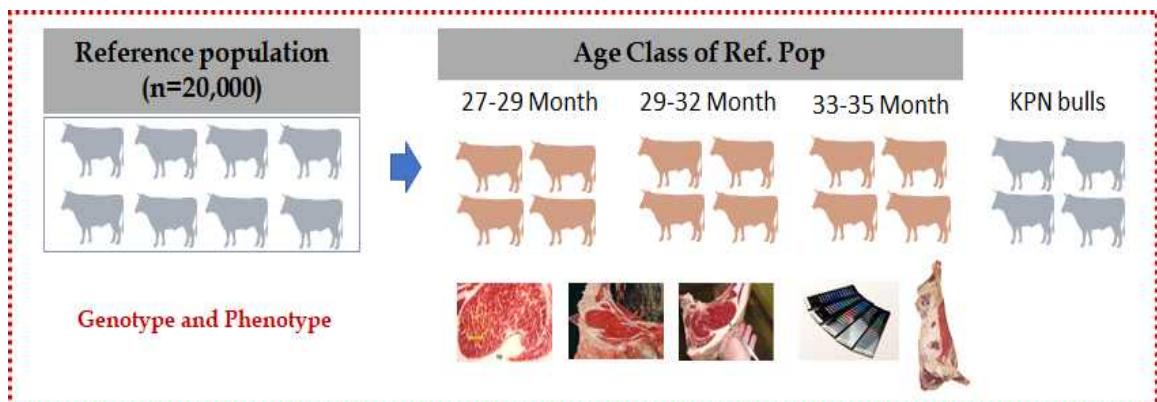 Reference population
(n=20,000)
Age Class of Ref. Pop
27-29 Month
29-32 Month
33-35 Month
KPN bulls
Genotype and Phenotype